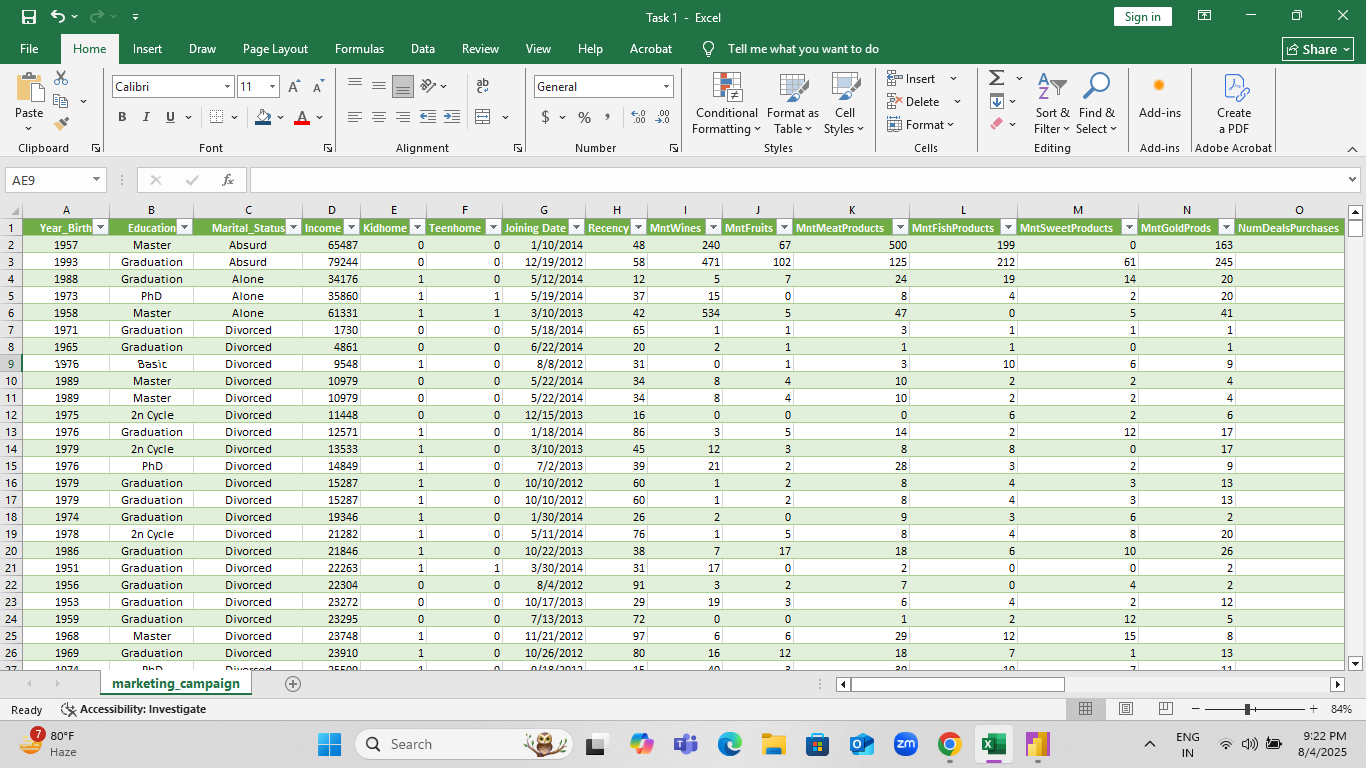 Task 1 - Excel
Sign in
File Home Insert Draw Page Layout Formulas Data Review View Help Acrobat Tell me what you want to do Share
Paste
Calibri 11
B I U A
ab
General
$ % ,
Conditional Formatting
Format as Table
Cell Styles
Insert
Delete
Format
Sort & Filter
Find & Select
Add-ins
Create a PDF
Clipboard Font Alignment Number Styles Cells Editing Add-ins Adobe Acrobat
AE9 fx
A B C D E F G H I J K L M N O
1 Year_Birth Education Marital_Status Income Kidhome Teenhome Joining Date Recency MntWines MntFruits MntMeatProducts MntFishProducts MntSweetProducts MntGoldProds NumDealsPurchases
2 1957 Master Absurd 65487 0 0 1/10/2014 48 240 67 500 199 0 163
3 1993 Graduation Absurd 79244 0 0 12/19/2012 58 471 102 125 212 61 245
4 1988 Graduation Alone 34176 1 0 5/12/2014 12 5 7 24 19 14 20
5 1973 PhD Alone 35860 1 1 5/19/2014 37 15 0 8 4 2 20
6 1958 Master Alone 61331 1 1 3/10/2013 42 534 5 47 0 5 41
7 1971 Graduation Divorced 1730 0 0 5/18/2014 65 1 1 3 1 1 1
8 1965 Graduation Divorced 4861 0 0 6/22/2014 20 2 1 1 1 0 1
9 1976 Basic Divorced 9548 1 0 8/8/2012 31 0 1 3 10 6 9
10 1989 Master Divorced 10979 0 0 5/22/2014 34 8 4 10 2 2 4
11 1989 Master Divorced 10979 0 0 5/22/2014 34 8 4 10 2 2 4
12 1975 2n Cycle Divorced 11448 0 0 12/15/2013 16 0 0 0 6 2 6
13 1976 Graduation Divorced 12571 1 0 1/18/2014 86 3 5 14 2 12 17
14 1979 2n Cycle Divorced 13533 1 0 3/10/2013 45 12 3 8 8 0 17
15 1976 PhD Divorced 14849 1 0 7/2/2013 39 21 2 28 3 2 9
16 1979 Graduation Divorced 15287 1 0 10/10/2012 60 1 2 8 4 3 13
17 1979 Graduation Divorced 15287 1 0 10/10/2012 60 1 2 8 4 3 13
18 1974 Graduation Divorced 19346 1 0 1/30/2014 26 2 0 9 3 6 2
19 1978 2n Cycle Divorced 21282 1 0 5/11/2014 76 1 5 8 4 8 20
20 1986 Graduation Divorced 21846 1 0 10/22/2013 38 7 17 18 6 10 26
21 1951 Graduation Divorced 22263 1 1 3/30/2014 31 17 0 2 0 0 2
22 1956 Graduation Divorced 22304 0 0 8/4/2012 91 3 2 7 0 4 2
23 1953 Graduation Divorced 23272 0 0 10/17/2013 29 19 3 6 4 2 12
24 1959 Graduation Divorced 23295 0 0 7/13/2013 72 0 0 1 2 12 5
25 1968 Master Divorced 23748 1 0 11/21/2012 97 6 6 29 12 15 8
26 1969 Graduation Divorced 23910 1 0 10/26/2012 80 16 12 18 7 1 13
marketing_campaign
Ready Accessibility: Investigate 84%
7 80°F
Haze
Search
zm
ENG
IN
9:22 PM
8/4/2025